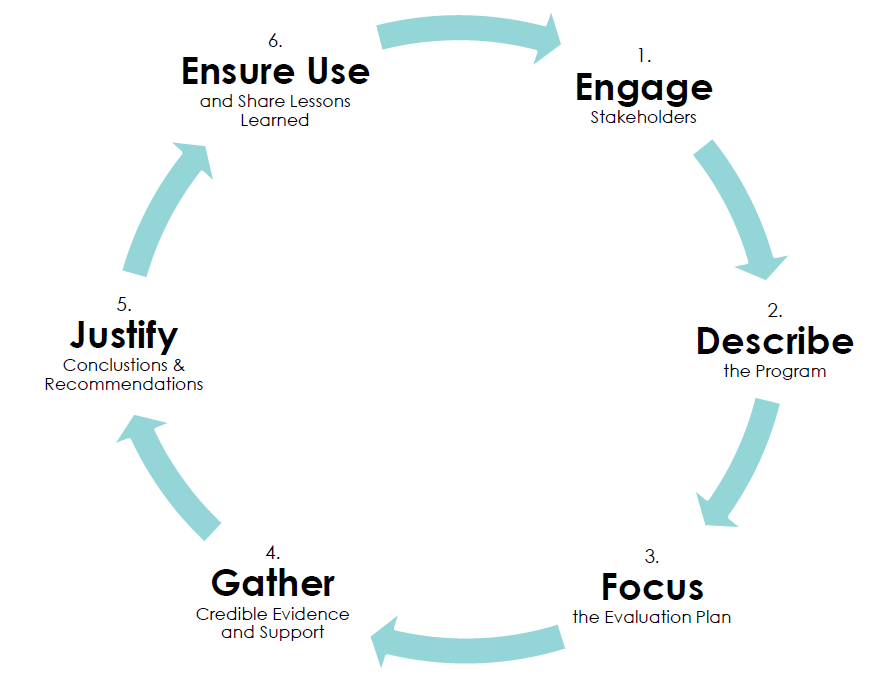 1.
Engage
Stakeholders
2.
Describe
the Program
3.
Focus
the Evaluation Plan
4.
Gather
Credible Evidence
and Support
5.
Justify
Conclustions &
Recommendations
6.
Ensure Use
and Share Lessons
Learned